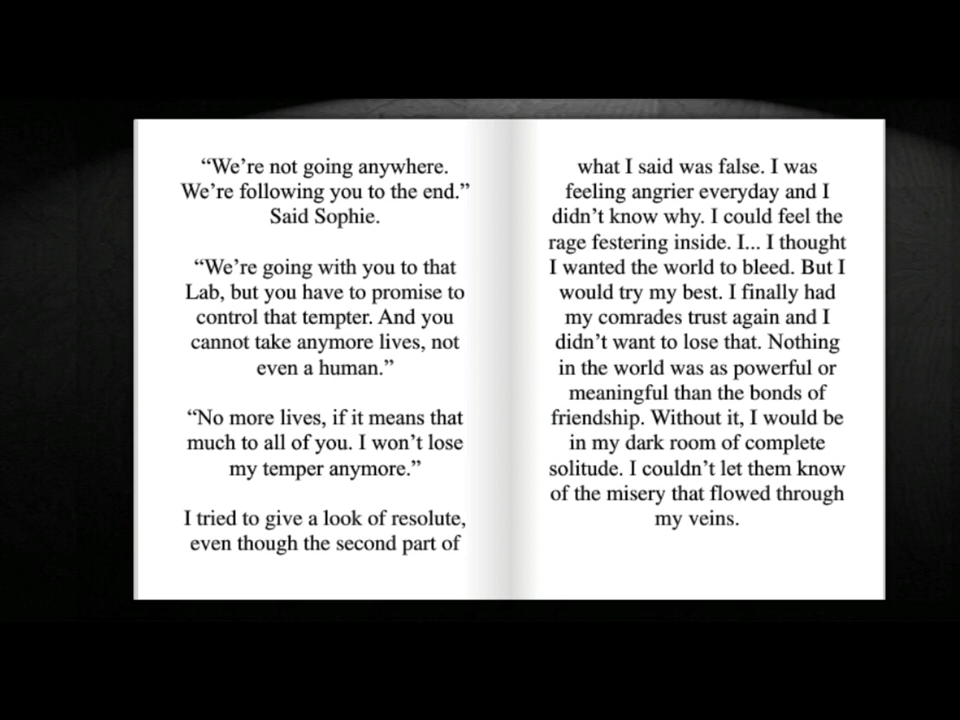 “We’re not going anywhere.
We’re following you to the end.”
Said Sophie.
“We’re going with you to that
Lab, but you have to promise to
control that tempter. And you
cannot take anymore lives, not
even a human.”
“No more lives, if it means that
much to all of you. I won’t lose
my temper anymore.”
I tried to give a look of resolute,
even though the second part of
what I said was false. I was
feeling angrier everyday and I
didn’t know why. I could feel the
rage festering inside. I... I thought
I wanted the world to bleed. But I
would try my best. I finally had
my comrades trust again and I
didn’t want to lose that. Nothing
in the world was as powerful or
meaningful than the bonds of
friendship. Without it, I would be
in my dark room of complete
solitude. I couldn’t let them know
of the misery that flowed through
my veins.